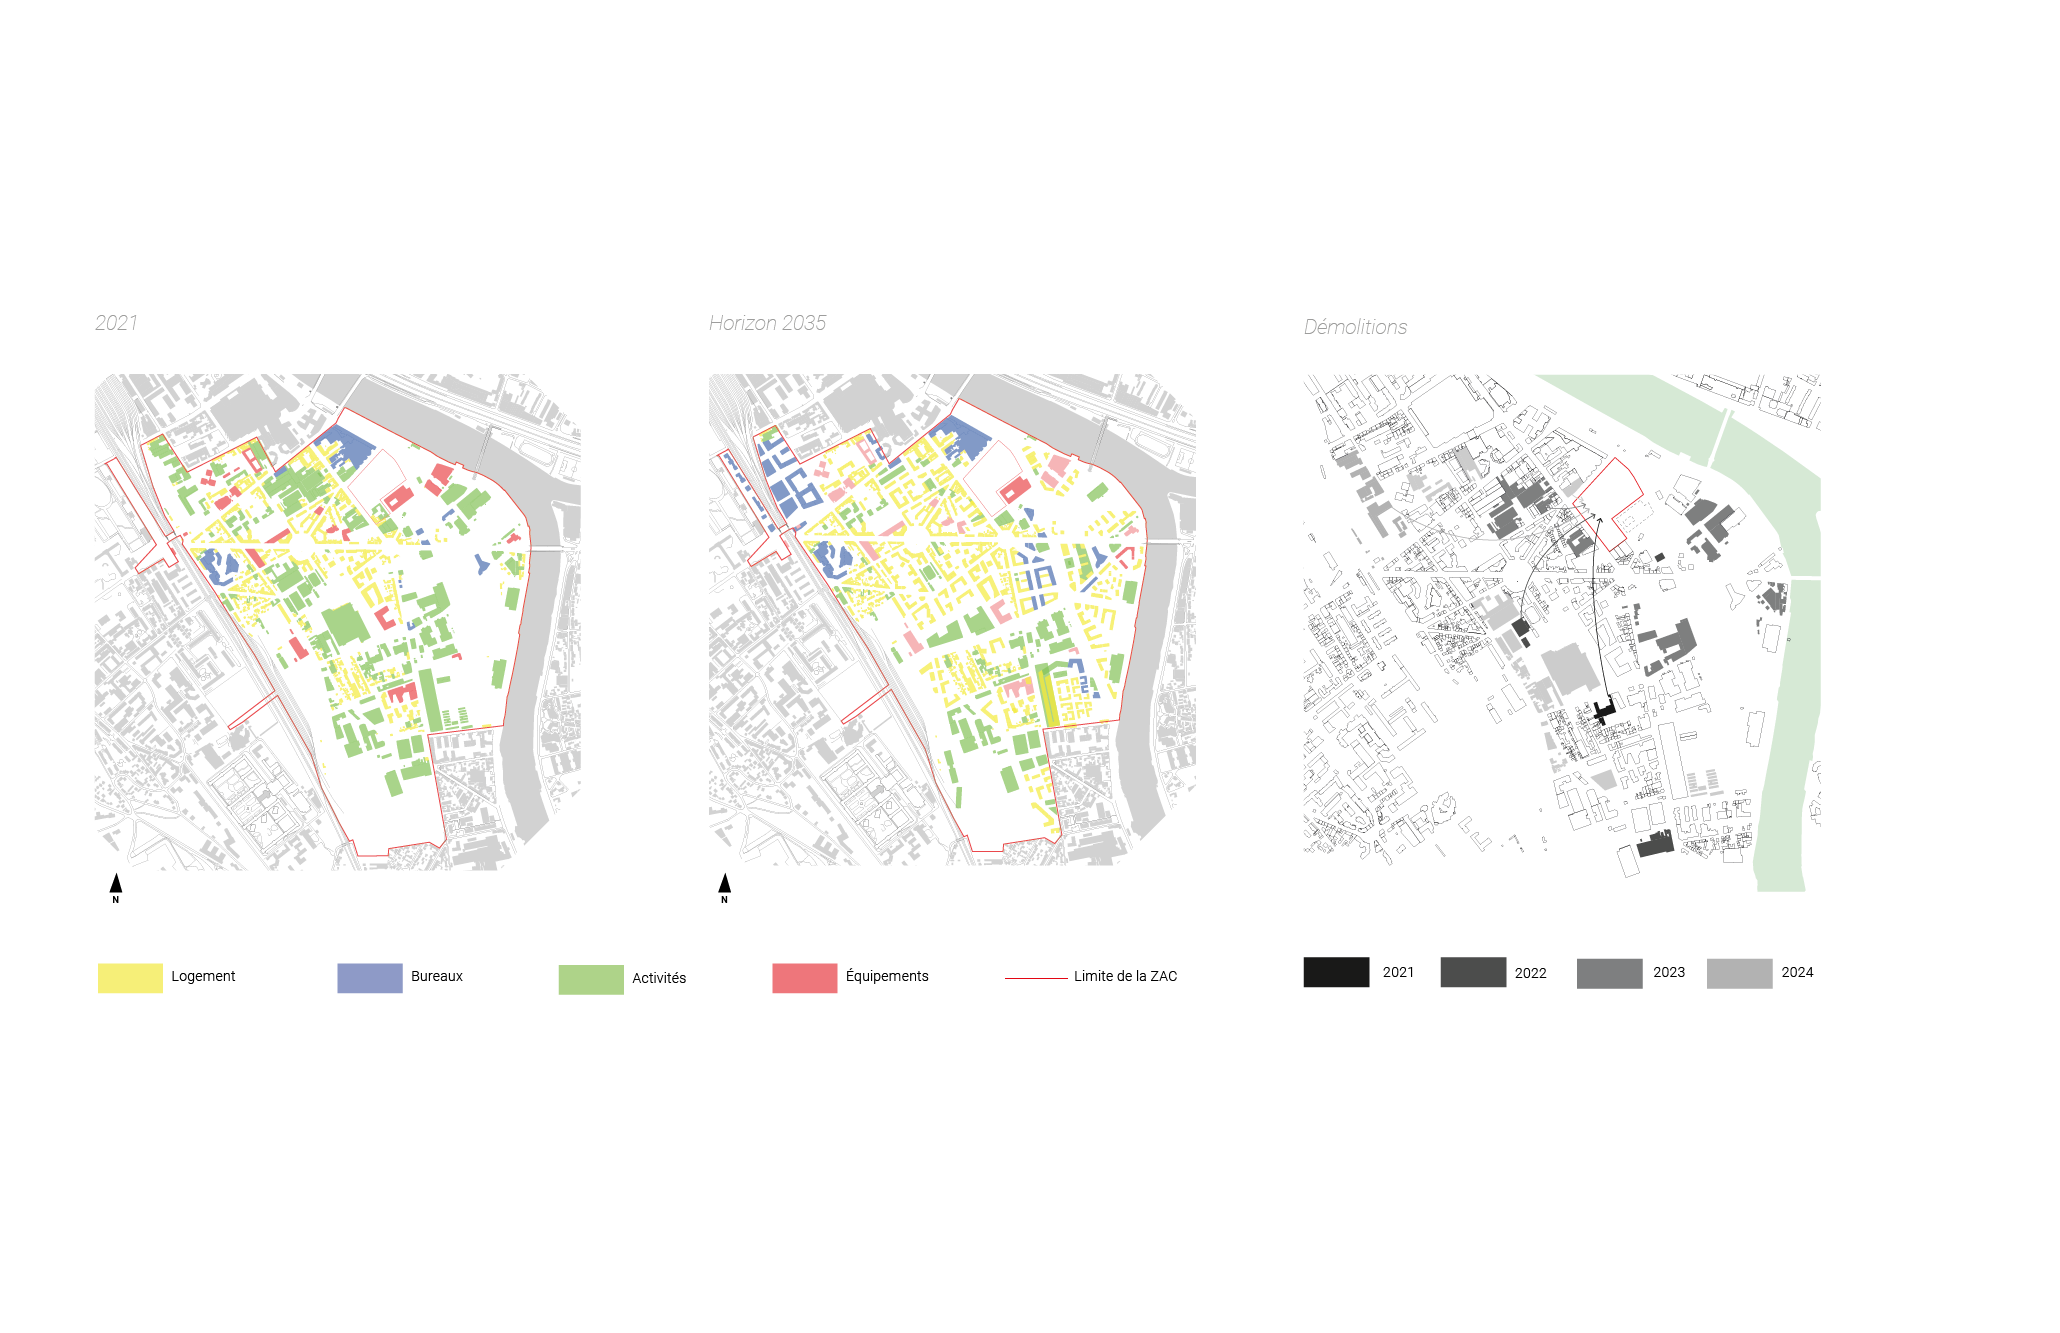 2021
Horizon 2035
Démolitions
N
N
Logement
Bureaux
Activités
Équipements
Limite de la ZAC
2021
2022
2023
2024